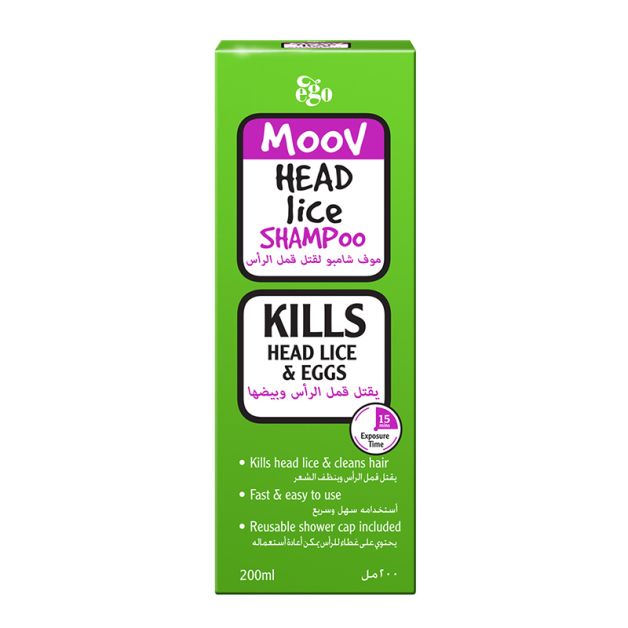 ego
MooV
HEAD
lice
SHAMPoo
موف شامبو لقتل قمل الرأس
KILLS
HEAD LICE
& EGGS
يقتل قمل الرأس وبيضها
15
mins
Exposure
Time
• Kills head lice & cleans hair
يقتل قمل الرأس وينظف الشعر
• Fast & easy to use
أستخدامه سهل وسريع
• Reusable shower cap included
يحتوي على غطاء للرأس يمكن أعادة أستعماله
200ml
٢٠٠ مل